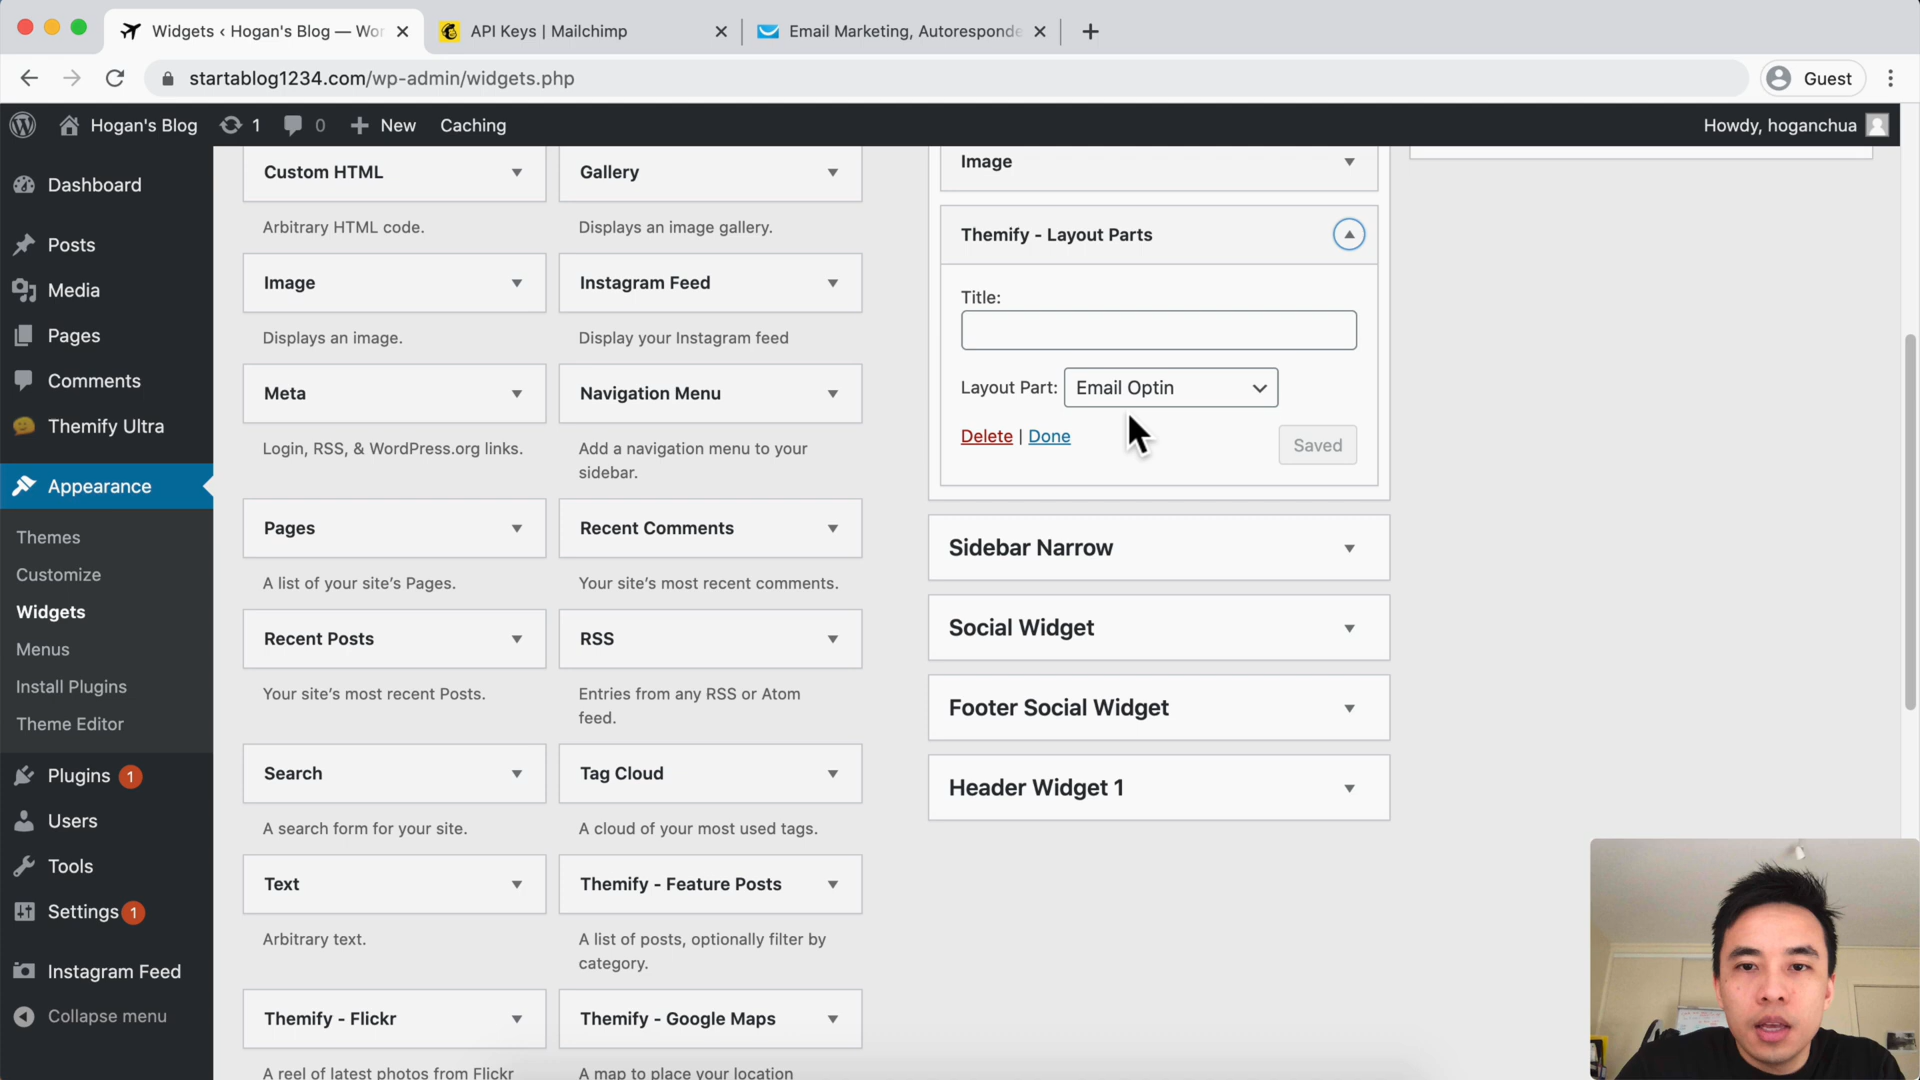 Widgets ‹ Hogan's Blog — Wor
API Keys | Mailchimp
Email Marketing, Autoresponde
startablog1234.com/wp-admin/widgets.php
Guest
Hogan's Blog
1
0
New
Caching
Howdy, hoganchua
Dashboard
Posts
Media
Pages
Comments
Themify Ultra
Appearance
Themes
Customize
Widgets
Menus
Install Plugins
Theme Editor
Plugins 1
Users
Tools
Settings 1
Instagram Feed
Collapse menu
Custom HTML
Arbitrary HTML code.
Gallery
Displays an image gallery.
Image
Displays an image.
Instagram Feed
Display your Instagram feed
Meta
Login, RSS, & WordPress.org links.
Navigation Menu
Add a navigation menu to your
sidebar.
Pages
A list of your site's Pages.
Recent Comments
Your site's most recent comments.
Recent Posts
Your site's most recent Posts.
RSS
Entries from any RSS or Atom
feed.
Search
A search form for your site.
Tag Cloud
A cloud of your most used tags.
Text
Arbitrary text.
Themify - Feature Posts
A list of posts, optionally filter by
category.
Themify - Flickr
A reel of latest photos from Flickr
Themify - Google Maps
A map to place your location
Image
Themify - Layout Parts
Title:
Layout Part: Email Optin
Delete | Done
Saved
Sidebar Narrow
Social Widget
Footer Social Widget
Header Widget 1